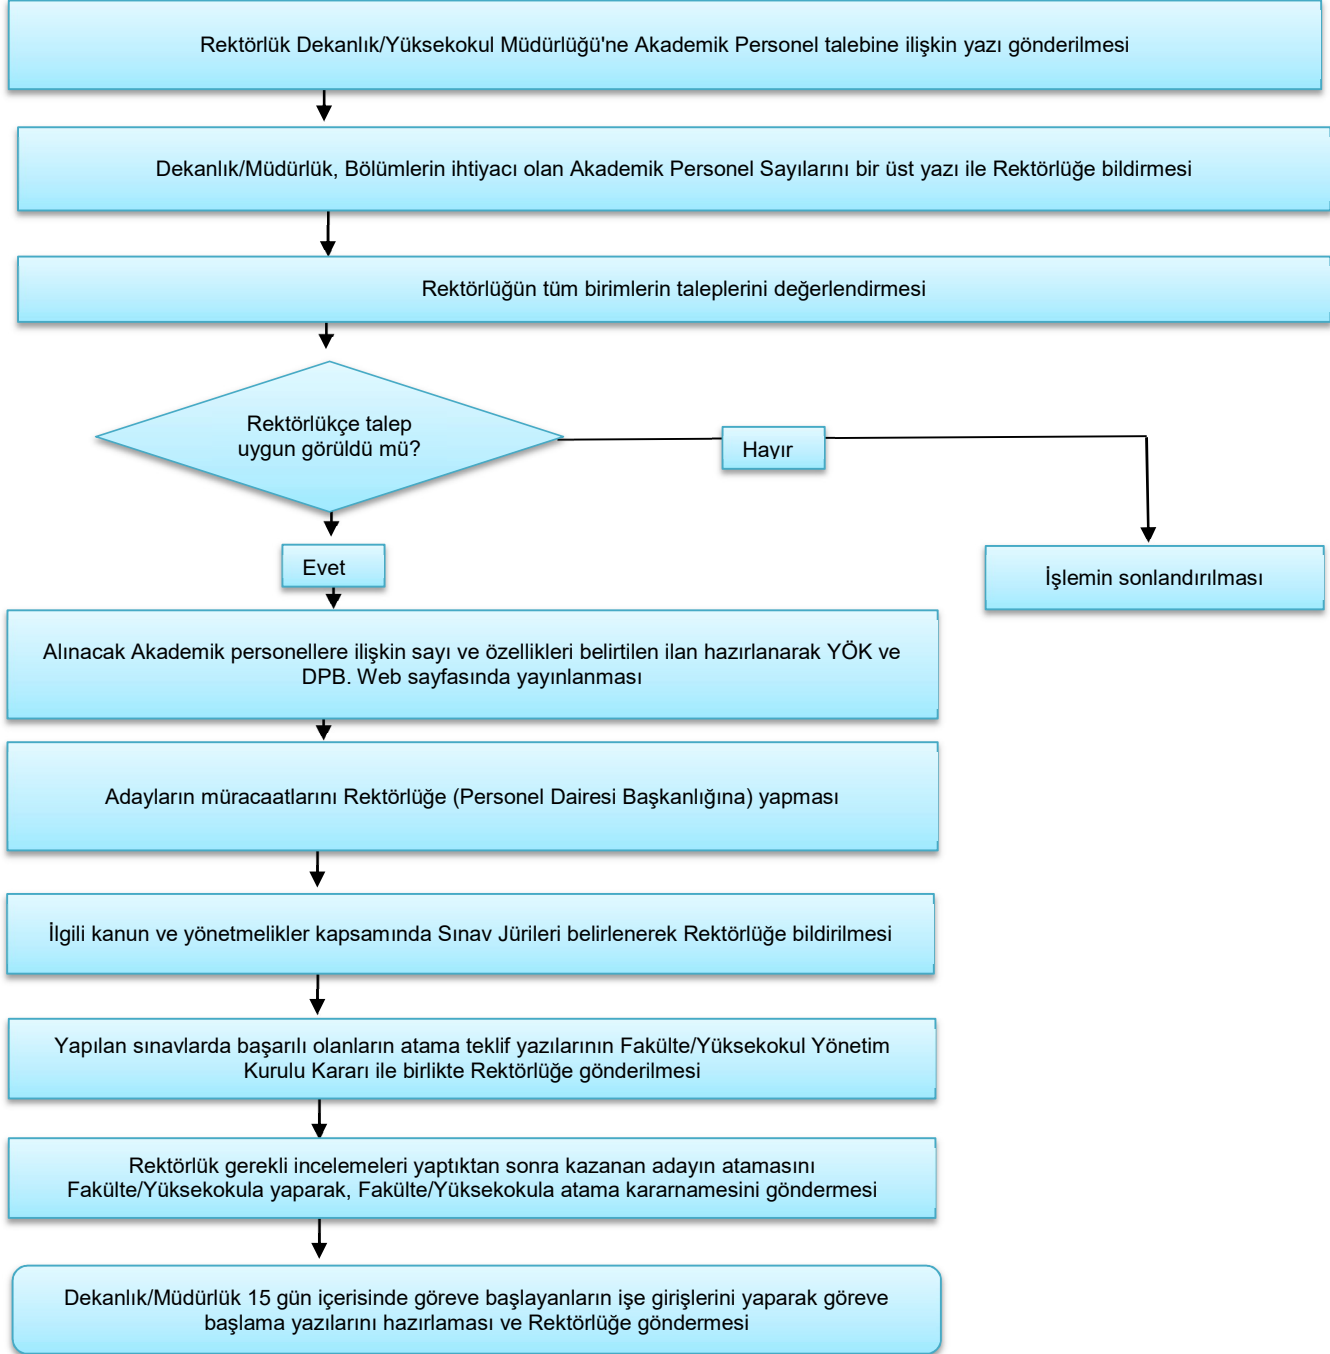 Rektörlük Dekanlık/Yüksekokul Müdürlüğü'ne Akademik Personel talebine ilişkin yazı gönderilmesi
Dekanlık/Müdürlük, Bölümlerin ihtiyacı olan Akademik Personel Sayılarını bir üst yazı ile Rektörlüğe bildirmesi
Rektörlüğün tüm birimlerin taleplerini değerlendirmesi
Rektörlükçe talep
uygun görüldü mü?
Hayır
Evet
İşlemin sonlandırılması
Alınacak Akademik personellere ilişkin sayı ve özellikleri belirtilen ilan hazırlanarak YÖK ve
DPB. Web sayfasında yayınlanması
Adayların müracaatlarını Rektörlüğe (Personel Dairesi Başkanlığına) yapması
İlgili kanun ve yönetmelikler kapsamında Sınav Jürileri belirlenerek Rektörlüğe bildirilmesi
Yapılan sınavlarda başarılı olanların atama teklif yazılarının Fakülte/Yüksekokul Yönetim
Kurulu Kararı ile birlikte Rektörlüğe gönderilmesi
Rektörlük gerekli incelemeleri yaptıktan sonra kazanan adayın atamasını
Fakülte/Yüksekokula yaparak, Fakülte/Yüksekokula atama kararnamesini göndermesi
Dekanlık/Müdürlük 15 gün içerisinde göreve başlayanların işe girişlerini yaparak göreve
başlama yazılarını hazırlaması ve Rektörlüğe göndermesi